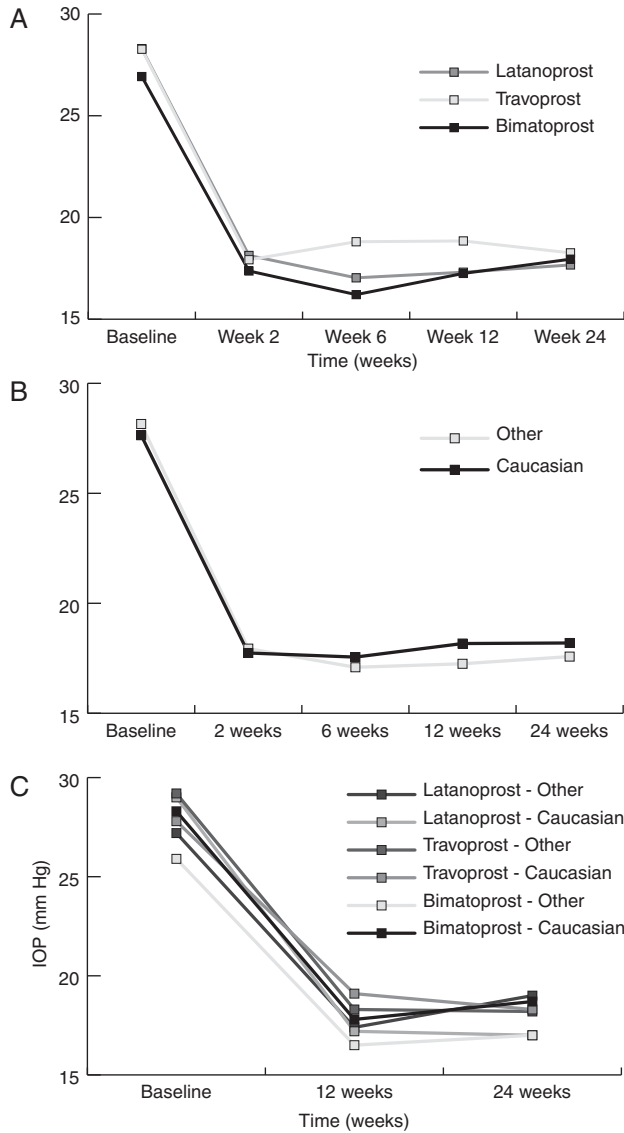 A
30
25
20
15
Latanoprost
Travoprost
Bimatoprost
Baseline Week 2 Week 6 Week 12 Week 24
Time (weeks)
B
30
25
20
15
Other
Caucasian
Baseline 2 weeks 6 weeks 12 weeks 24 weeks
C
30
25
20
15
IOP (mm Hg)
Latanoprost - Other
Latanoprost - Caucasian
Travoprost - Other
Travoprost - Caucasian
Bimatoprost - Other
Bimatoprost - Caucasian
Baseline 12 weeks 24 weeks
Time (weeks)